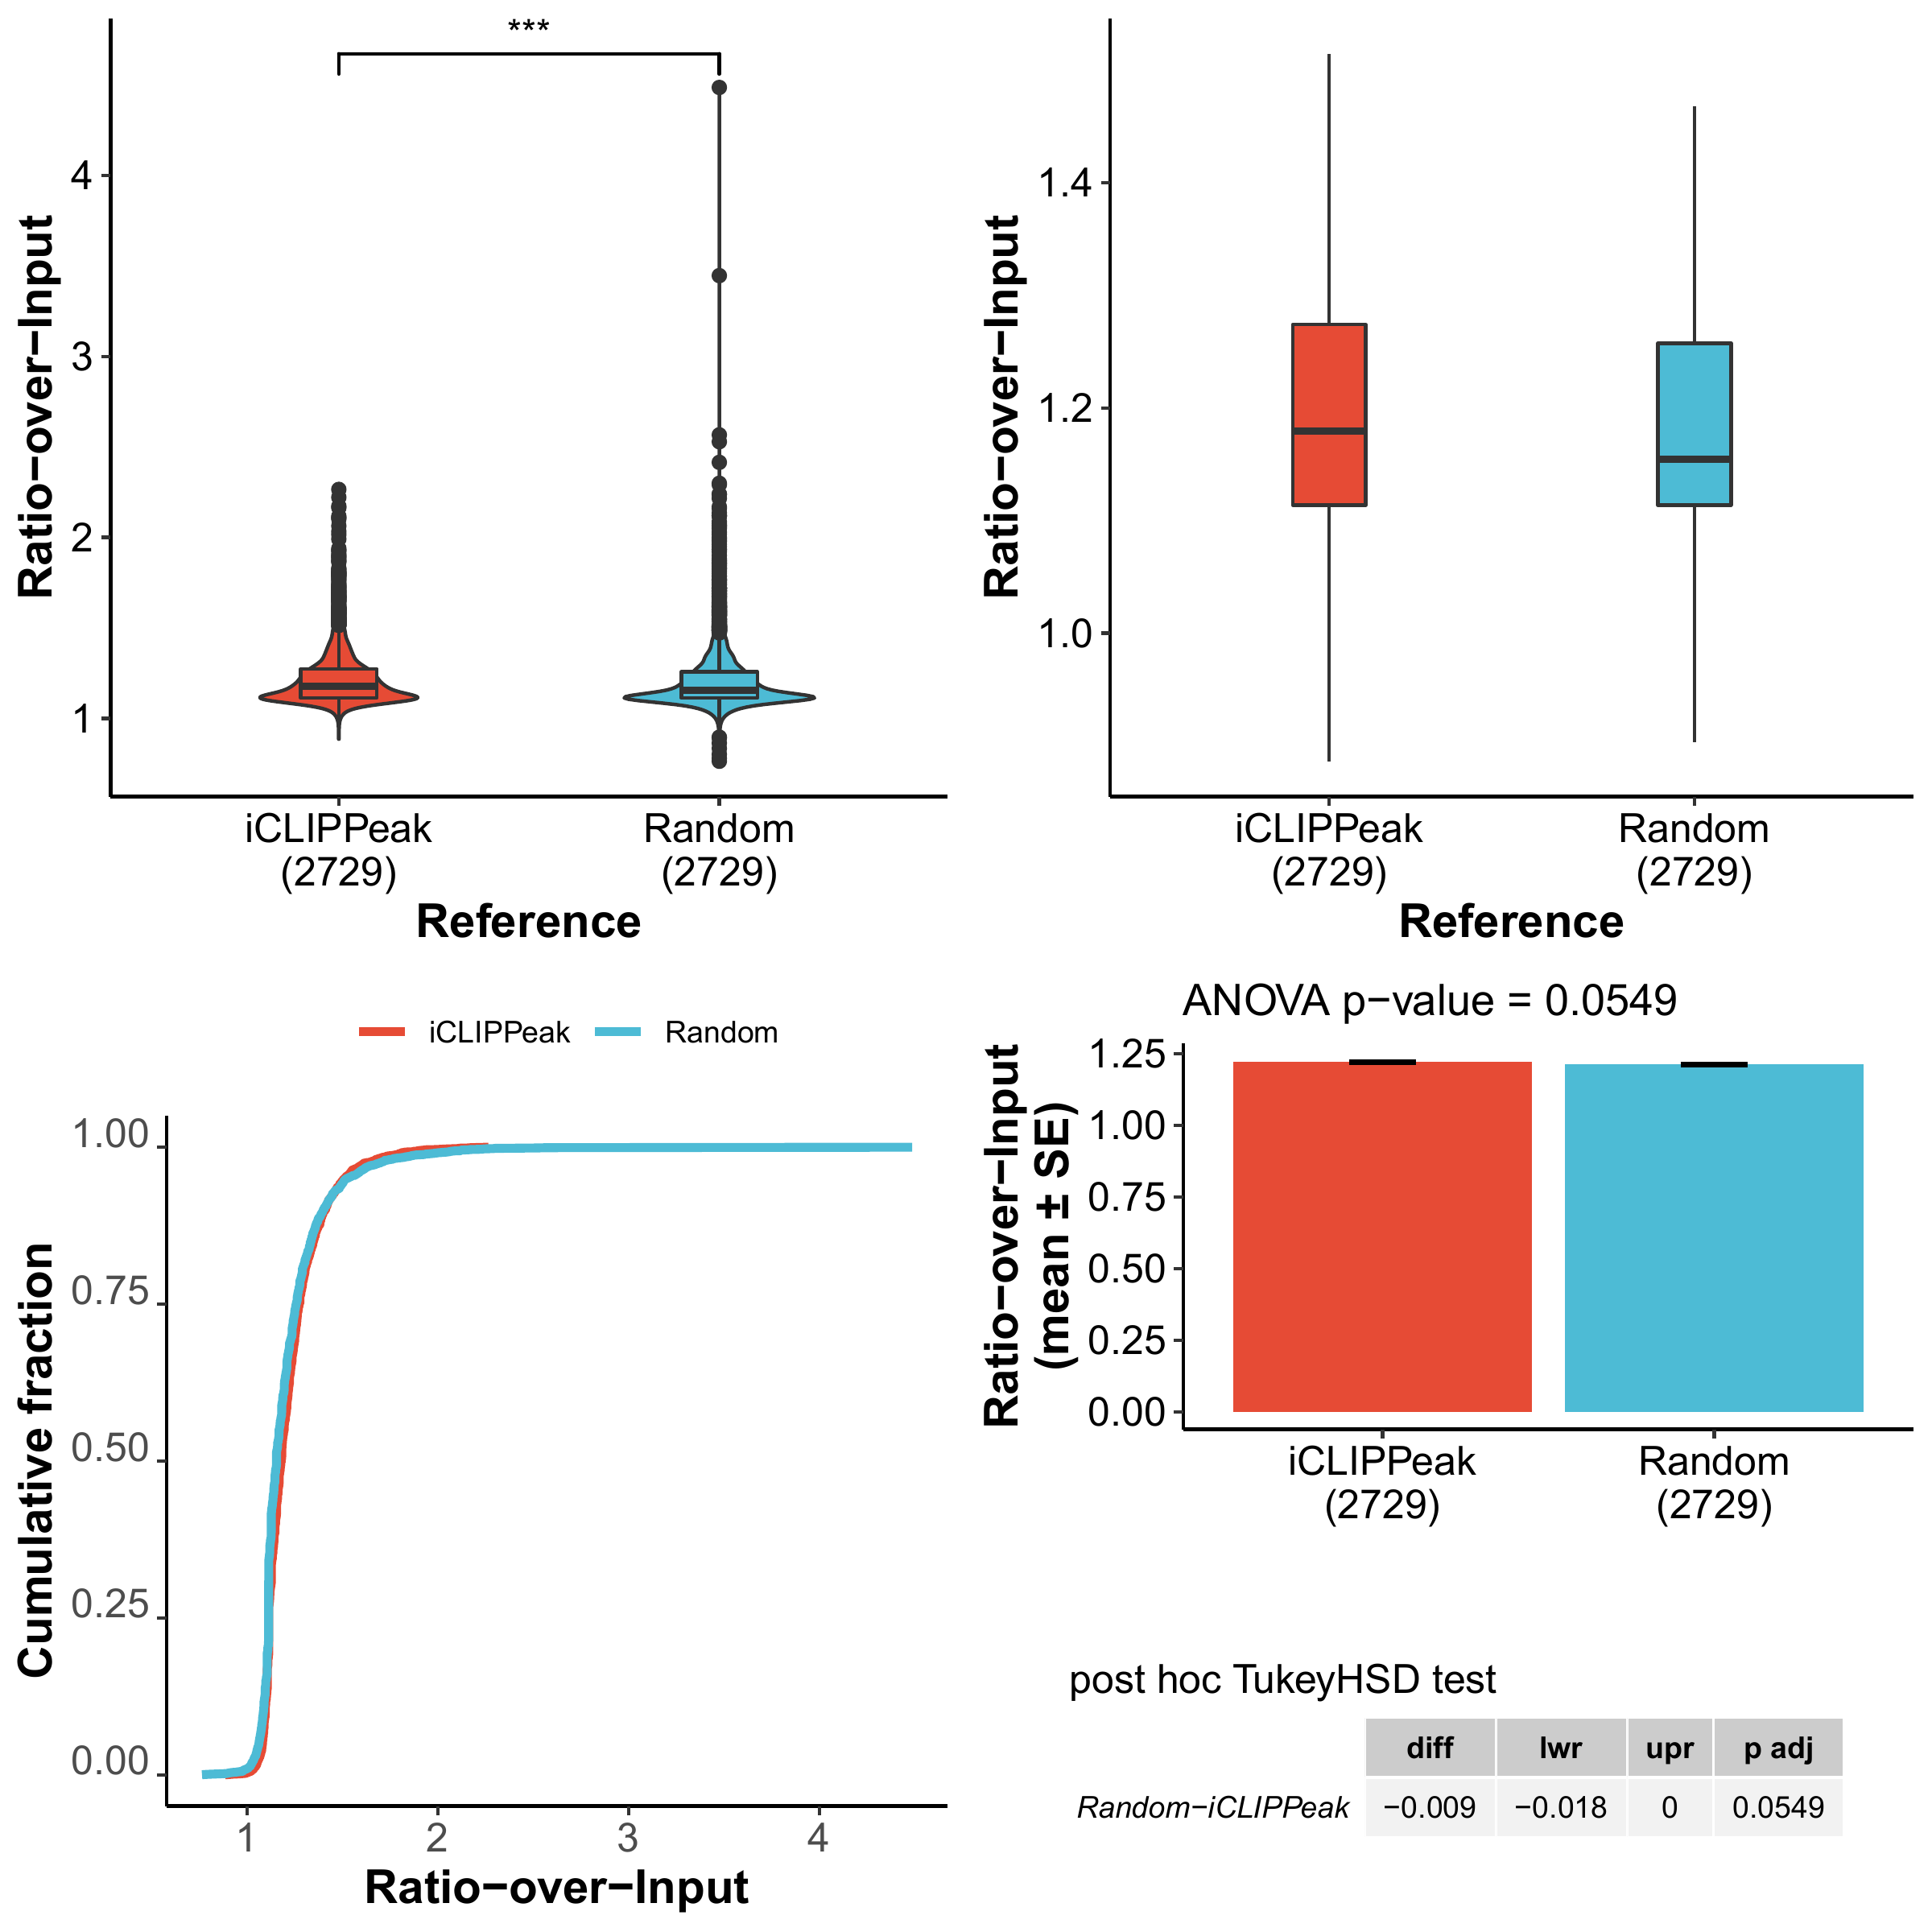 ***
Ratio−over−Input
4
3
2
1
iCLIPPeak
(2729)
Random
(2729)
Reference
Ratio−over−Input
1.4
1.2
1.0
iCLIPPeak
(2729)
Random
(2729)
Reference
iCLIPPeak
Random
Cumulative fraction
1.00
0.75
0.50
0.25
0.00
1
2
3
4
Ratio−over−Input
ANOVA p−value = 0.0549
Ratio−over−Input
(mean ± SE)
1.25
1.00
0.75
0.50
0.25
0.00
iCLIPPeak
(2729)
Random
(2729)
post hoc TukeyHSD test
diff lwr upr p adj
Random−iCLIPPeak −0.009 −0.018 0 0.0549